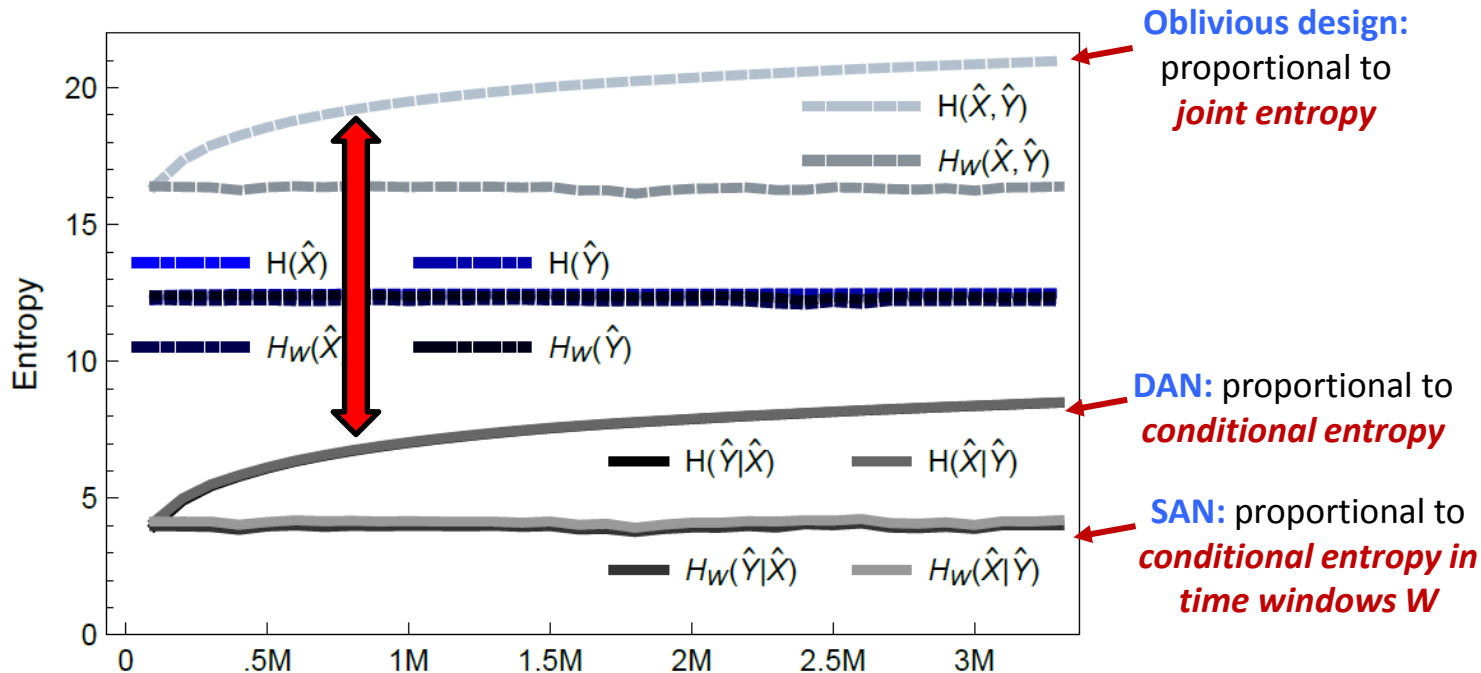 Oblivious design:
proportional to
joint entropy
20
15
10
5
0
Entropy
H(X̂,Ŷ)
H_W(X̂,Ŷ)
H(X̂) H(Ŷ)
H_W(X̂ H_W(Ŷ)
DAN: proportional to
conditional entropy
H(Ŷ|X̂) H(X̂|Ŷ)
SAN: proportional to
conditional entropy in
time windows W
H_W(Ŷ|X̂) H_W(X̂|Ŷ)
0 .5M 1M 1.5M 2M 2.5M 3M